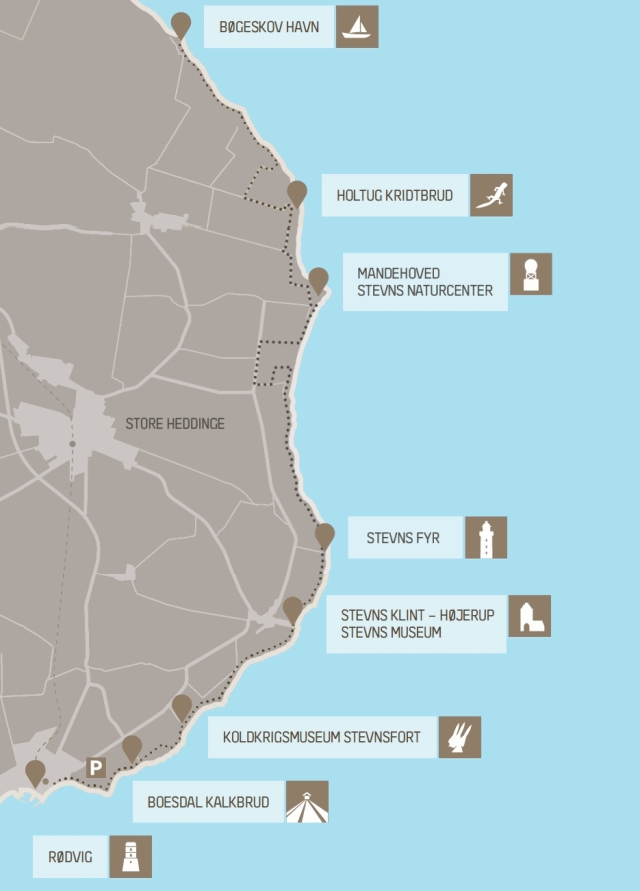 BØGESKOV HAVN
HOLTUG KRIDTBRUD
MANDEHOVED
STEVNS NATURCENTER
STORE HEDDINGE
STEVNS FYR
STEVNS KLINT – HØJERUP
STEVNS MUSEUM
KOLDKRIGSMUSEUM STEVNSFORT
P
BOESDAL KALKBRUD
RØDVIG